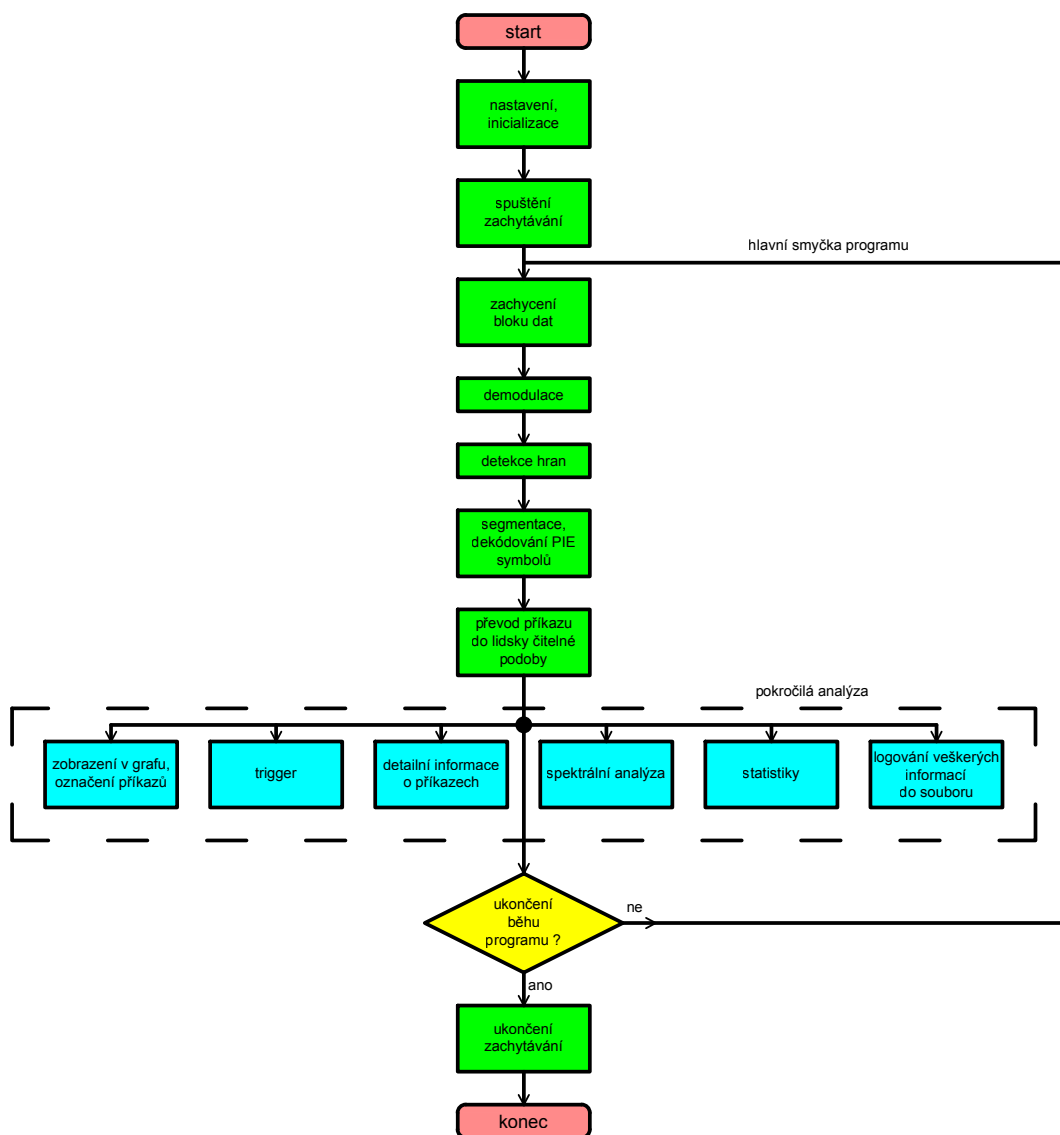 start
nastavení,
inicializace
spuštění
zachytávání
hlavní smyčka programu
zachycení
bloku dat
demodulace
detekce hran
segmentace,
dekódování PIE
symbolů
převod příkazu
do lidsky čitelné
podoby
pokročilá analýza
zobrazení v grafu,
označení příkazů
trigger
detailní informace
o příkazech
spektrální analýza
statistiky
logování veškerých
informací
do souboru
ukončení
běhu
programu ?
ne
ano
ukončení
zachytávání
konec